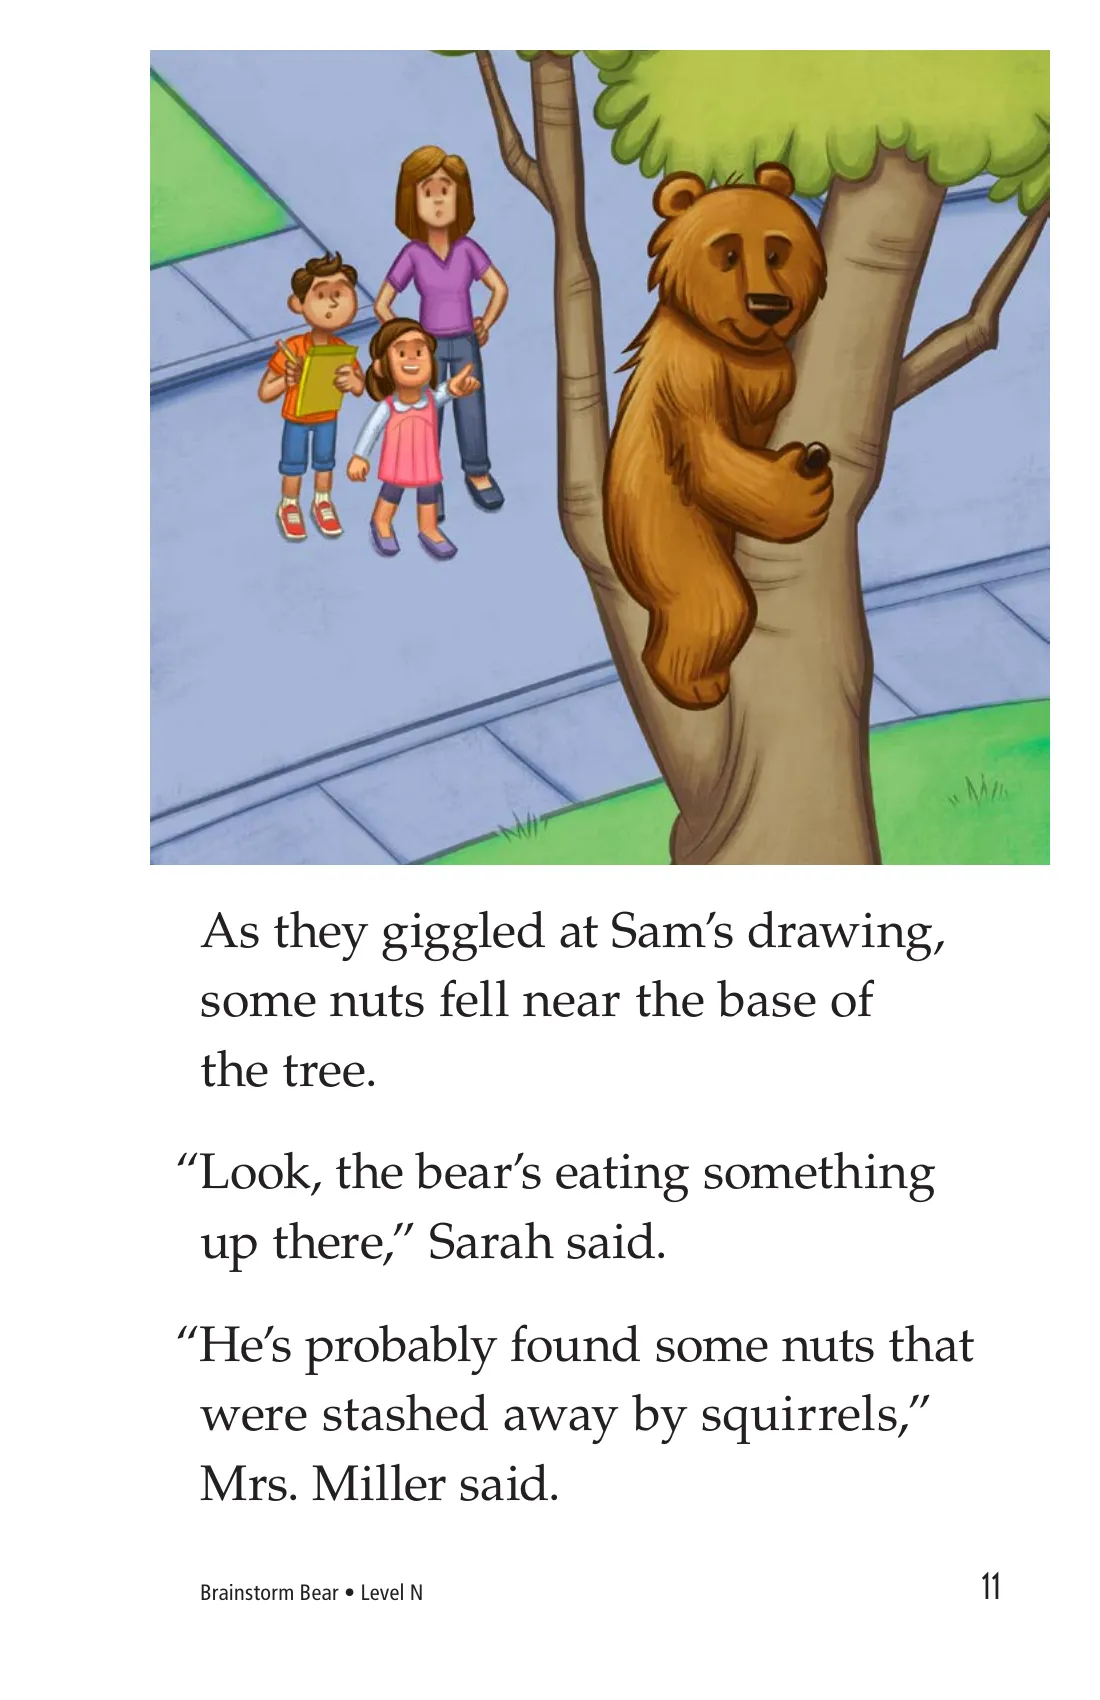 As they giggled at Sam’s drawing,
some nuts fell near the base of
the tree.
“Look, the bear’s eating something
up there,” Sarah said.
“He’s probably found some nuts that
were stashed away by squirrels,”
Mrs. Miller said.
Brainstorm Bear • Level N
11